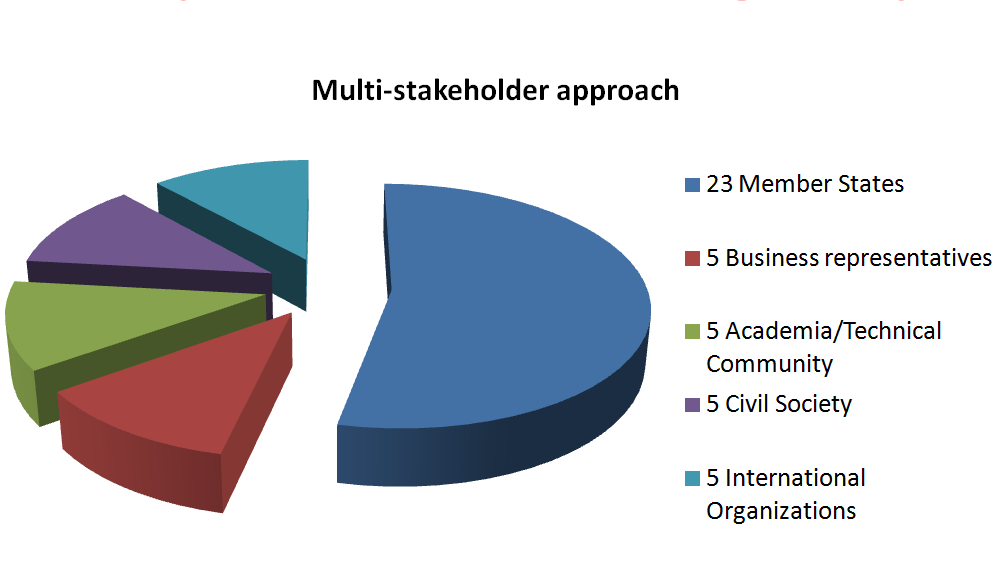 Multi-stakeholder approach
23 Member States
5 Business representatives
5 Academia/Technical
Community
5 Civil Society
5 International
Organizations